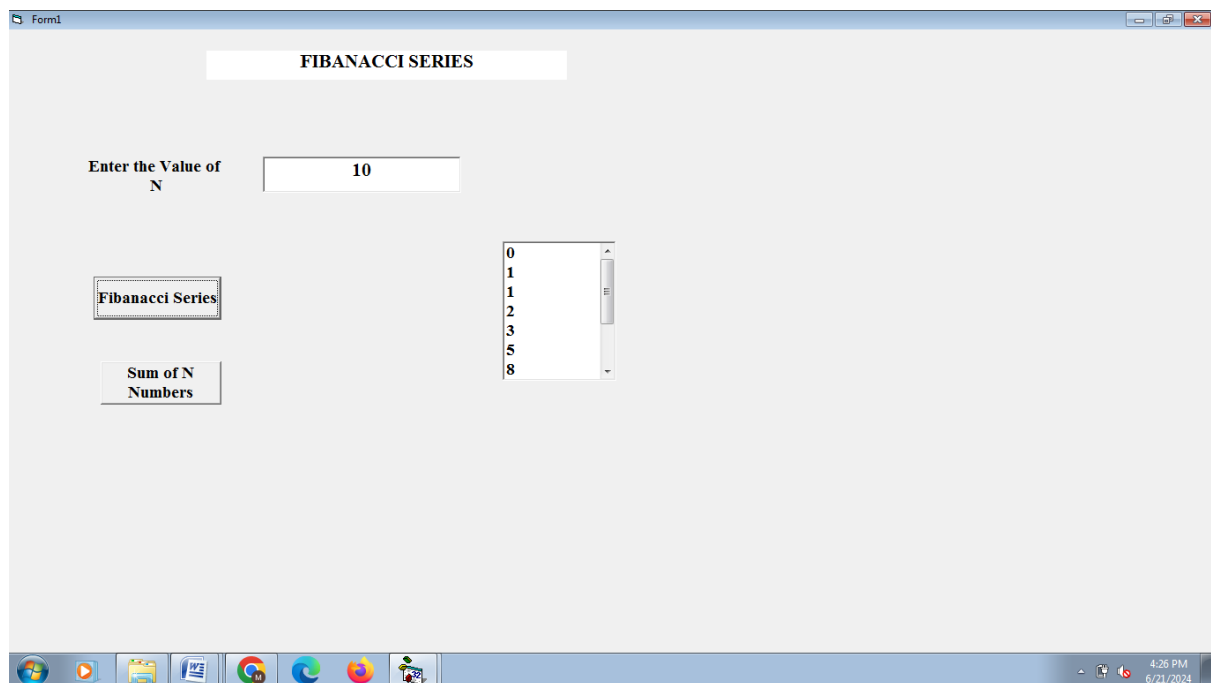 Form1
FIBANACCI SERIES
Enter the Value of
N
10
0
1
1
2
3
5
8
Fibanacci Series
Sum of N
Numbers
4:26 PM
6/21/2024